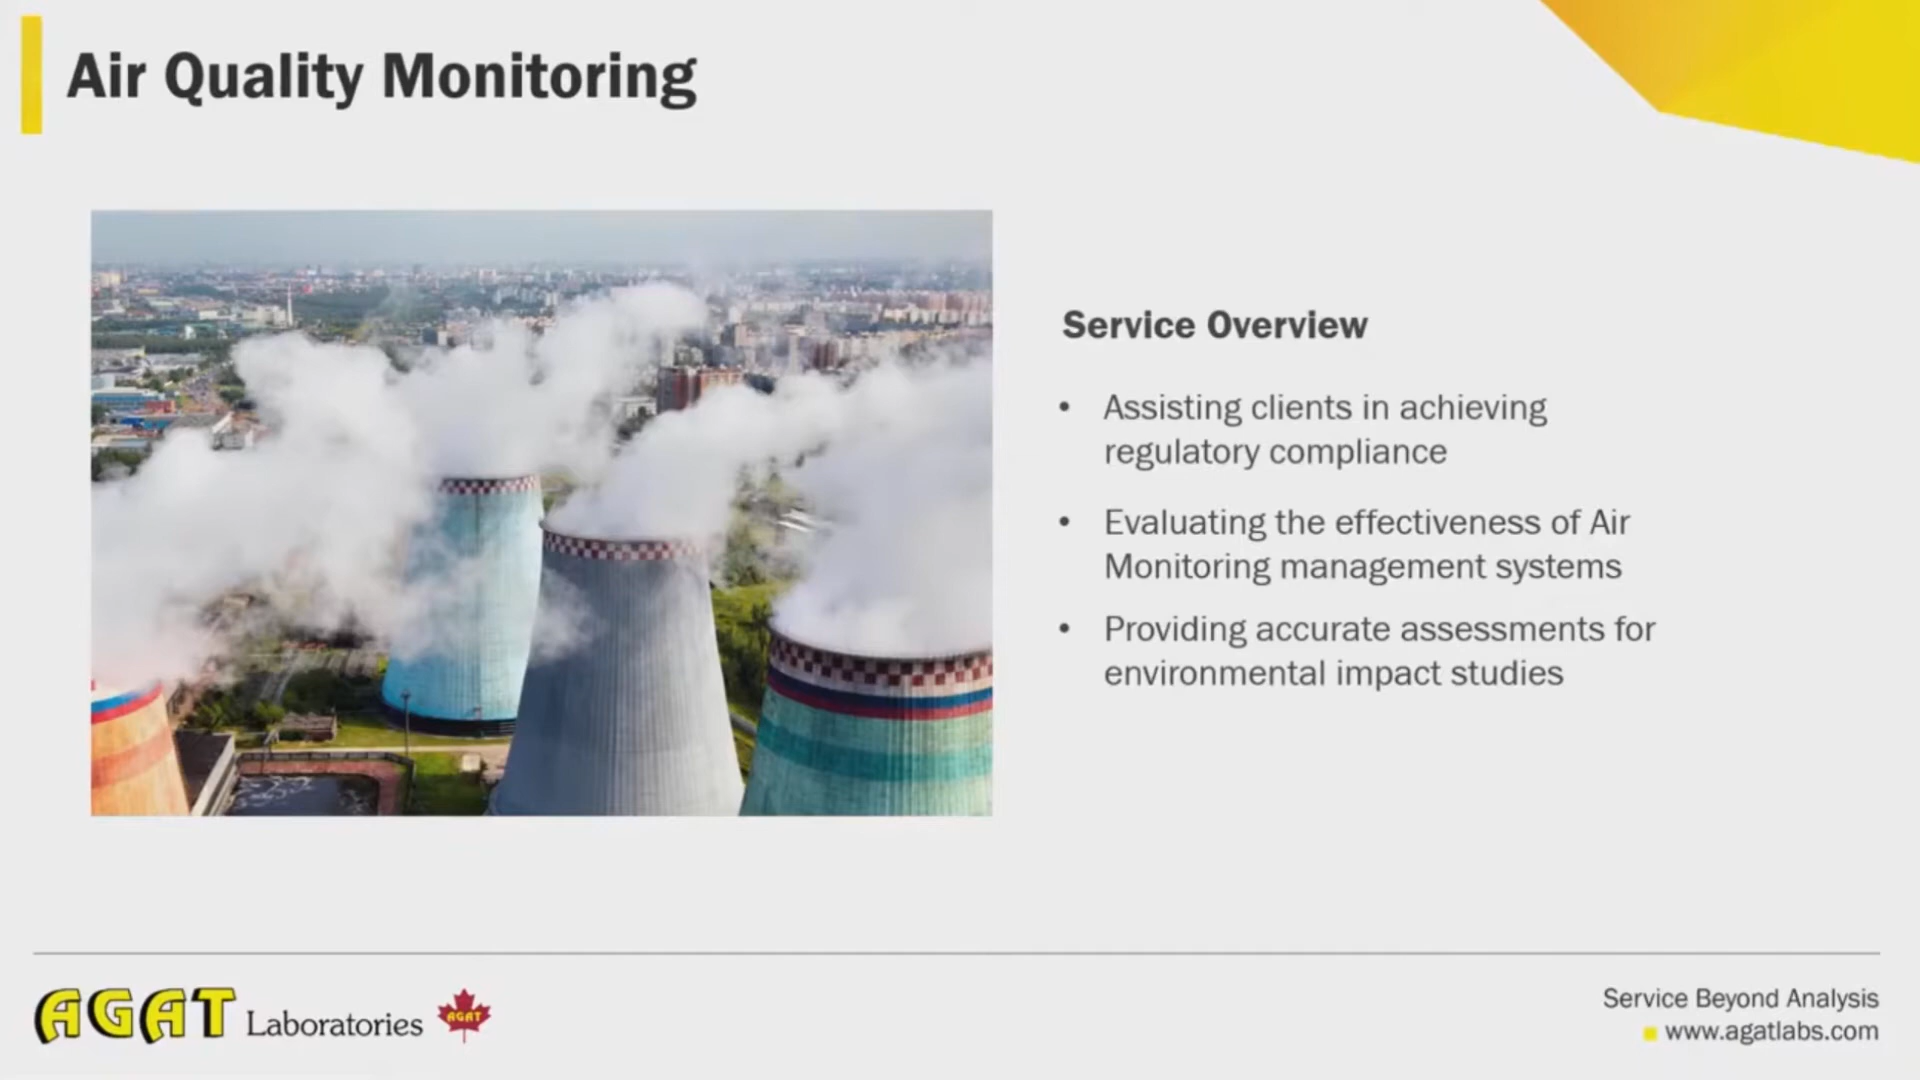 Air Quality Monitoring
Service Overview
• Assisting clients in achieving
regulatory compliance
• Evaluating the effectiveness of Air
Monitoring management systems
• Providing accurate assessments for
environmental impact studies
AGAT Laboratories AGAT
Service Beyond Analysis
www.agatlabs.com